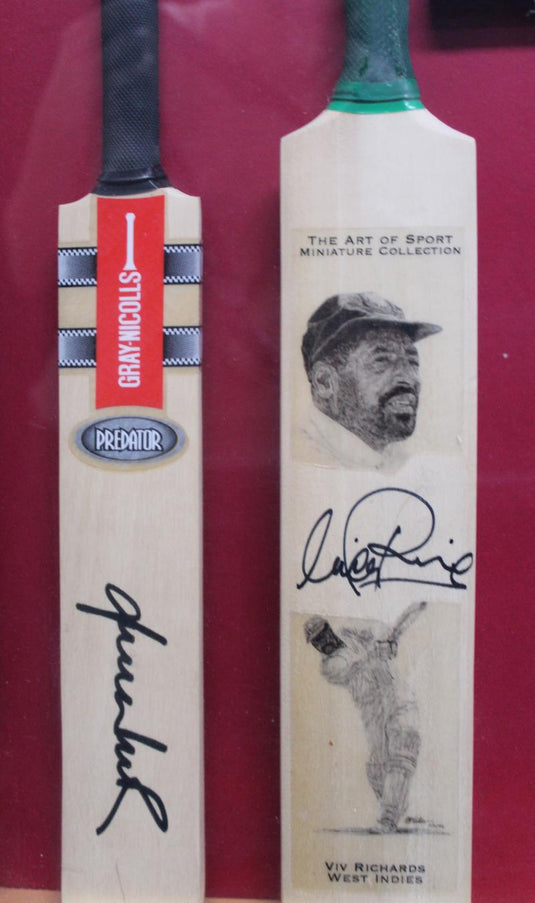 GRAY-NICOLLS
PREDATOR
THE ART OF SPORT
MINIATURE COLLECTION
VIV RICHARDS
WEST INDIES